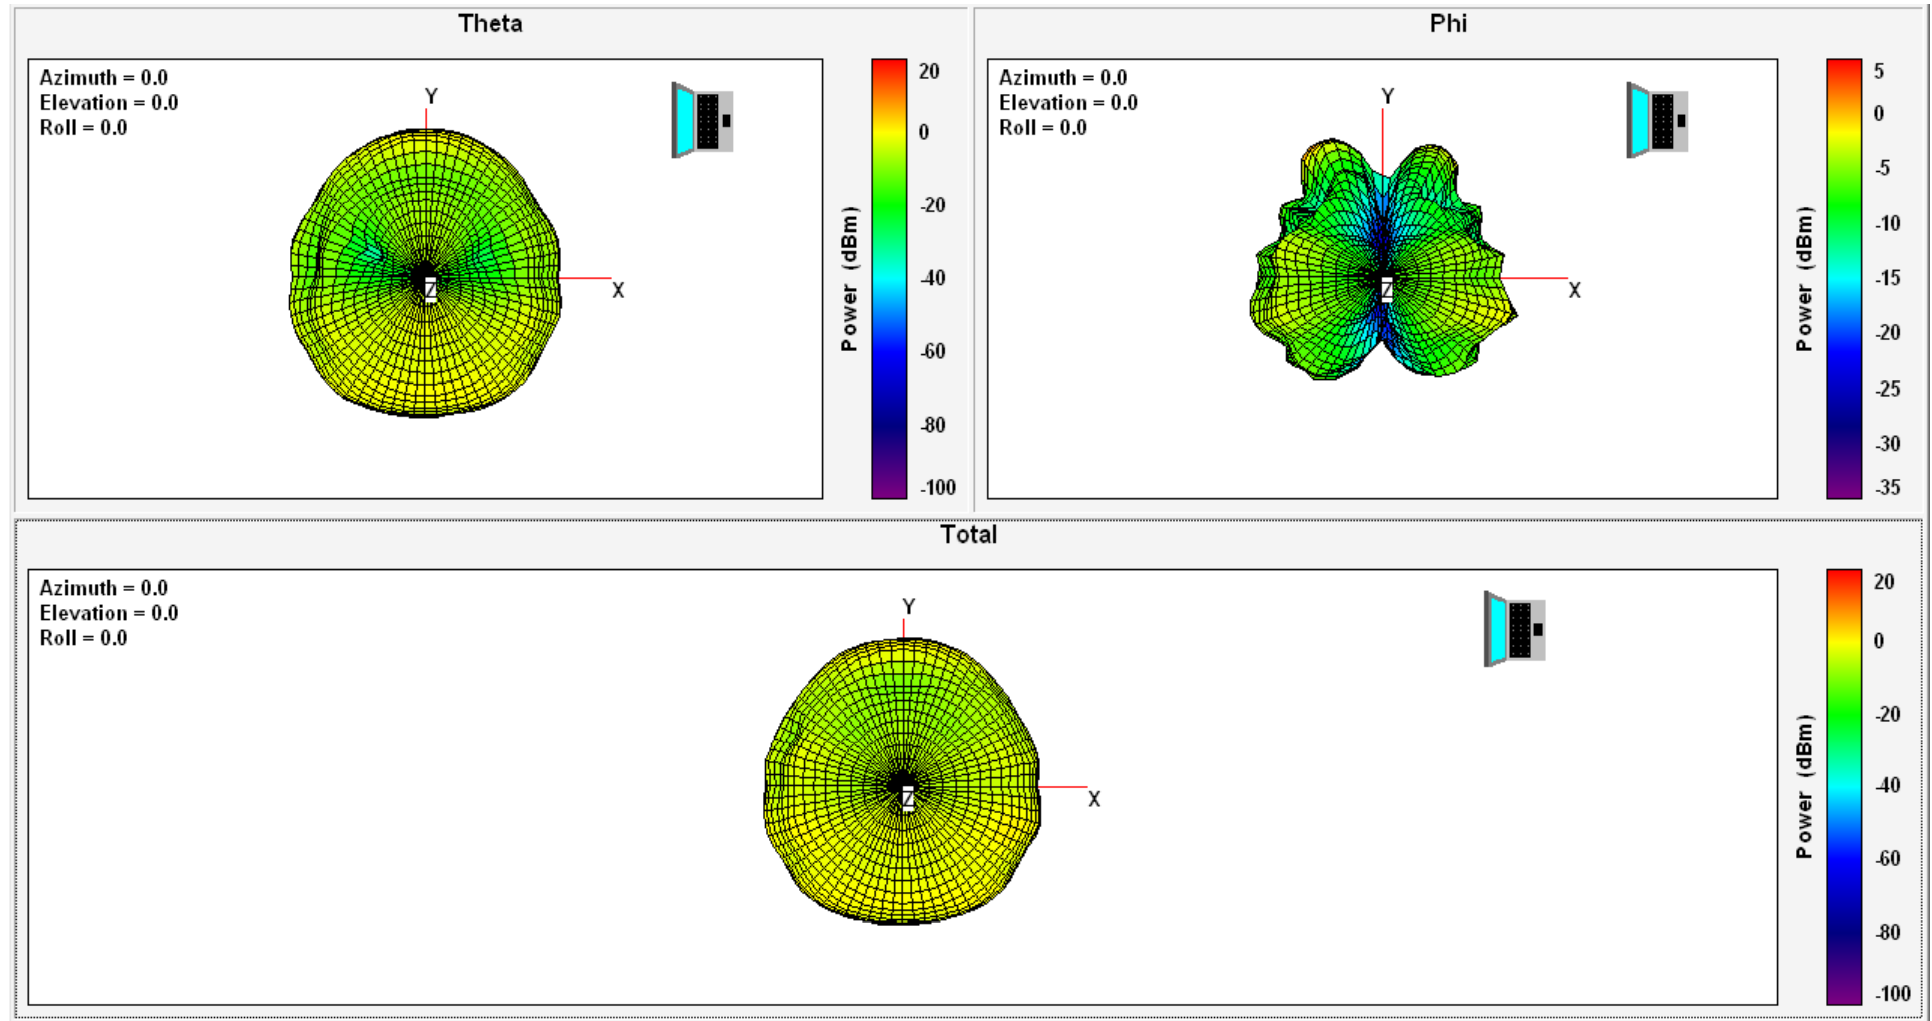 Theta
Azimuth = 0.0
Elevation = 0.0
Roll = 0.0
Y
X
Z
Power (dBm)
20
0
-20
-40
-60
-80
-100
Phi
Azimuth = 0.0
Elevation = 0.0
Roll = 0.0
Y
X
Z
Power (dBm)
5
0
-5
-10
-15
-20
-25
-30
-35
Total
Azimuth = 0.0
Elevation = 0.0
Roll = 0.0
Y
X
Z
Power (dBm)
20
0
-20
-40
-60
-80
-100